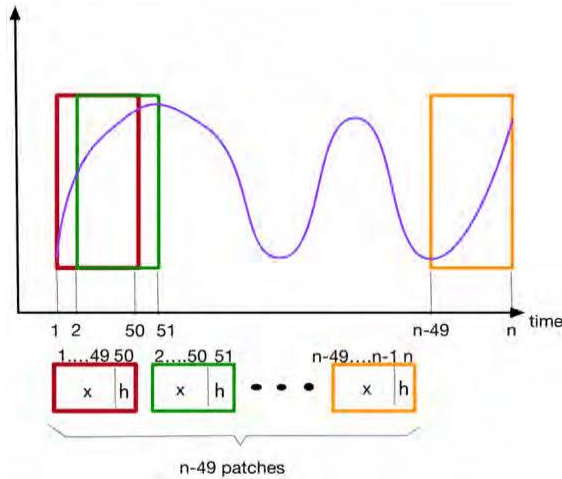 1 2 50 51 n-49 n time
1....49 50 2....50 51 n-49....n-1 n
x h x h x h
n-49 patches